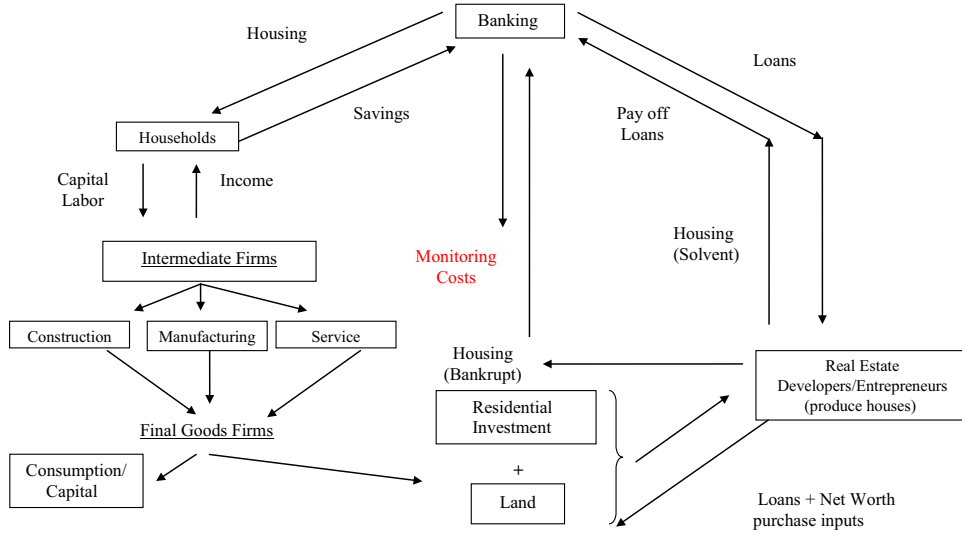 Banking
Housing
Loans
Savings
Pay off
Loans
Households
Capital
Labor
Income
Housing
(Solvent)
Monitoring
Costs
Intermediate Firms
Construction
Manufacturing
Service
Housing
(Bankrupt)
Real Estate
Developers/Entrepreneurs
(produce houses)
Residential
Investment
Final Goods Firms
Consumption/
Capital
+
Land
Loans + Net Worth
purchase inputs